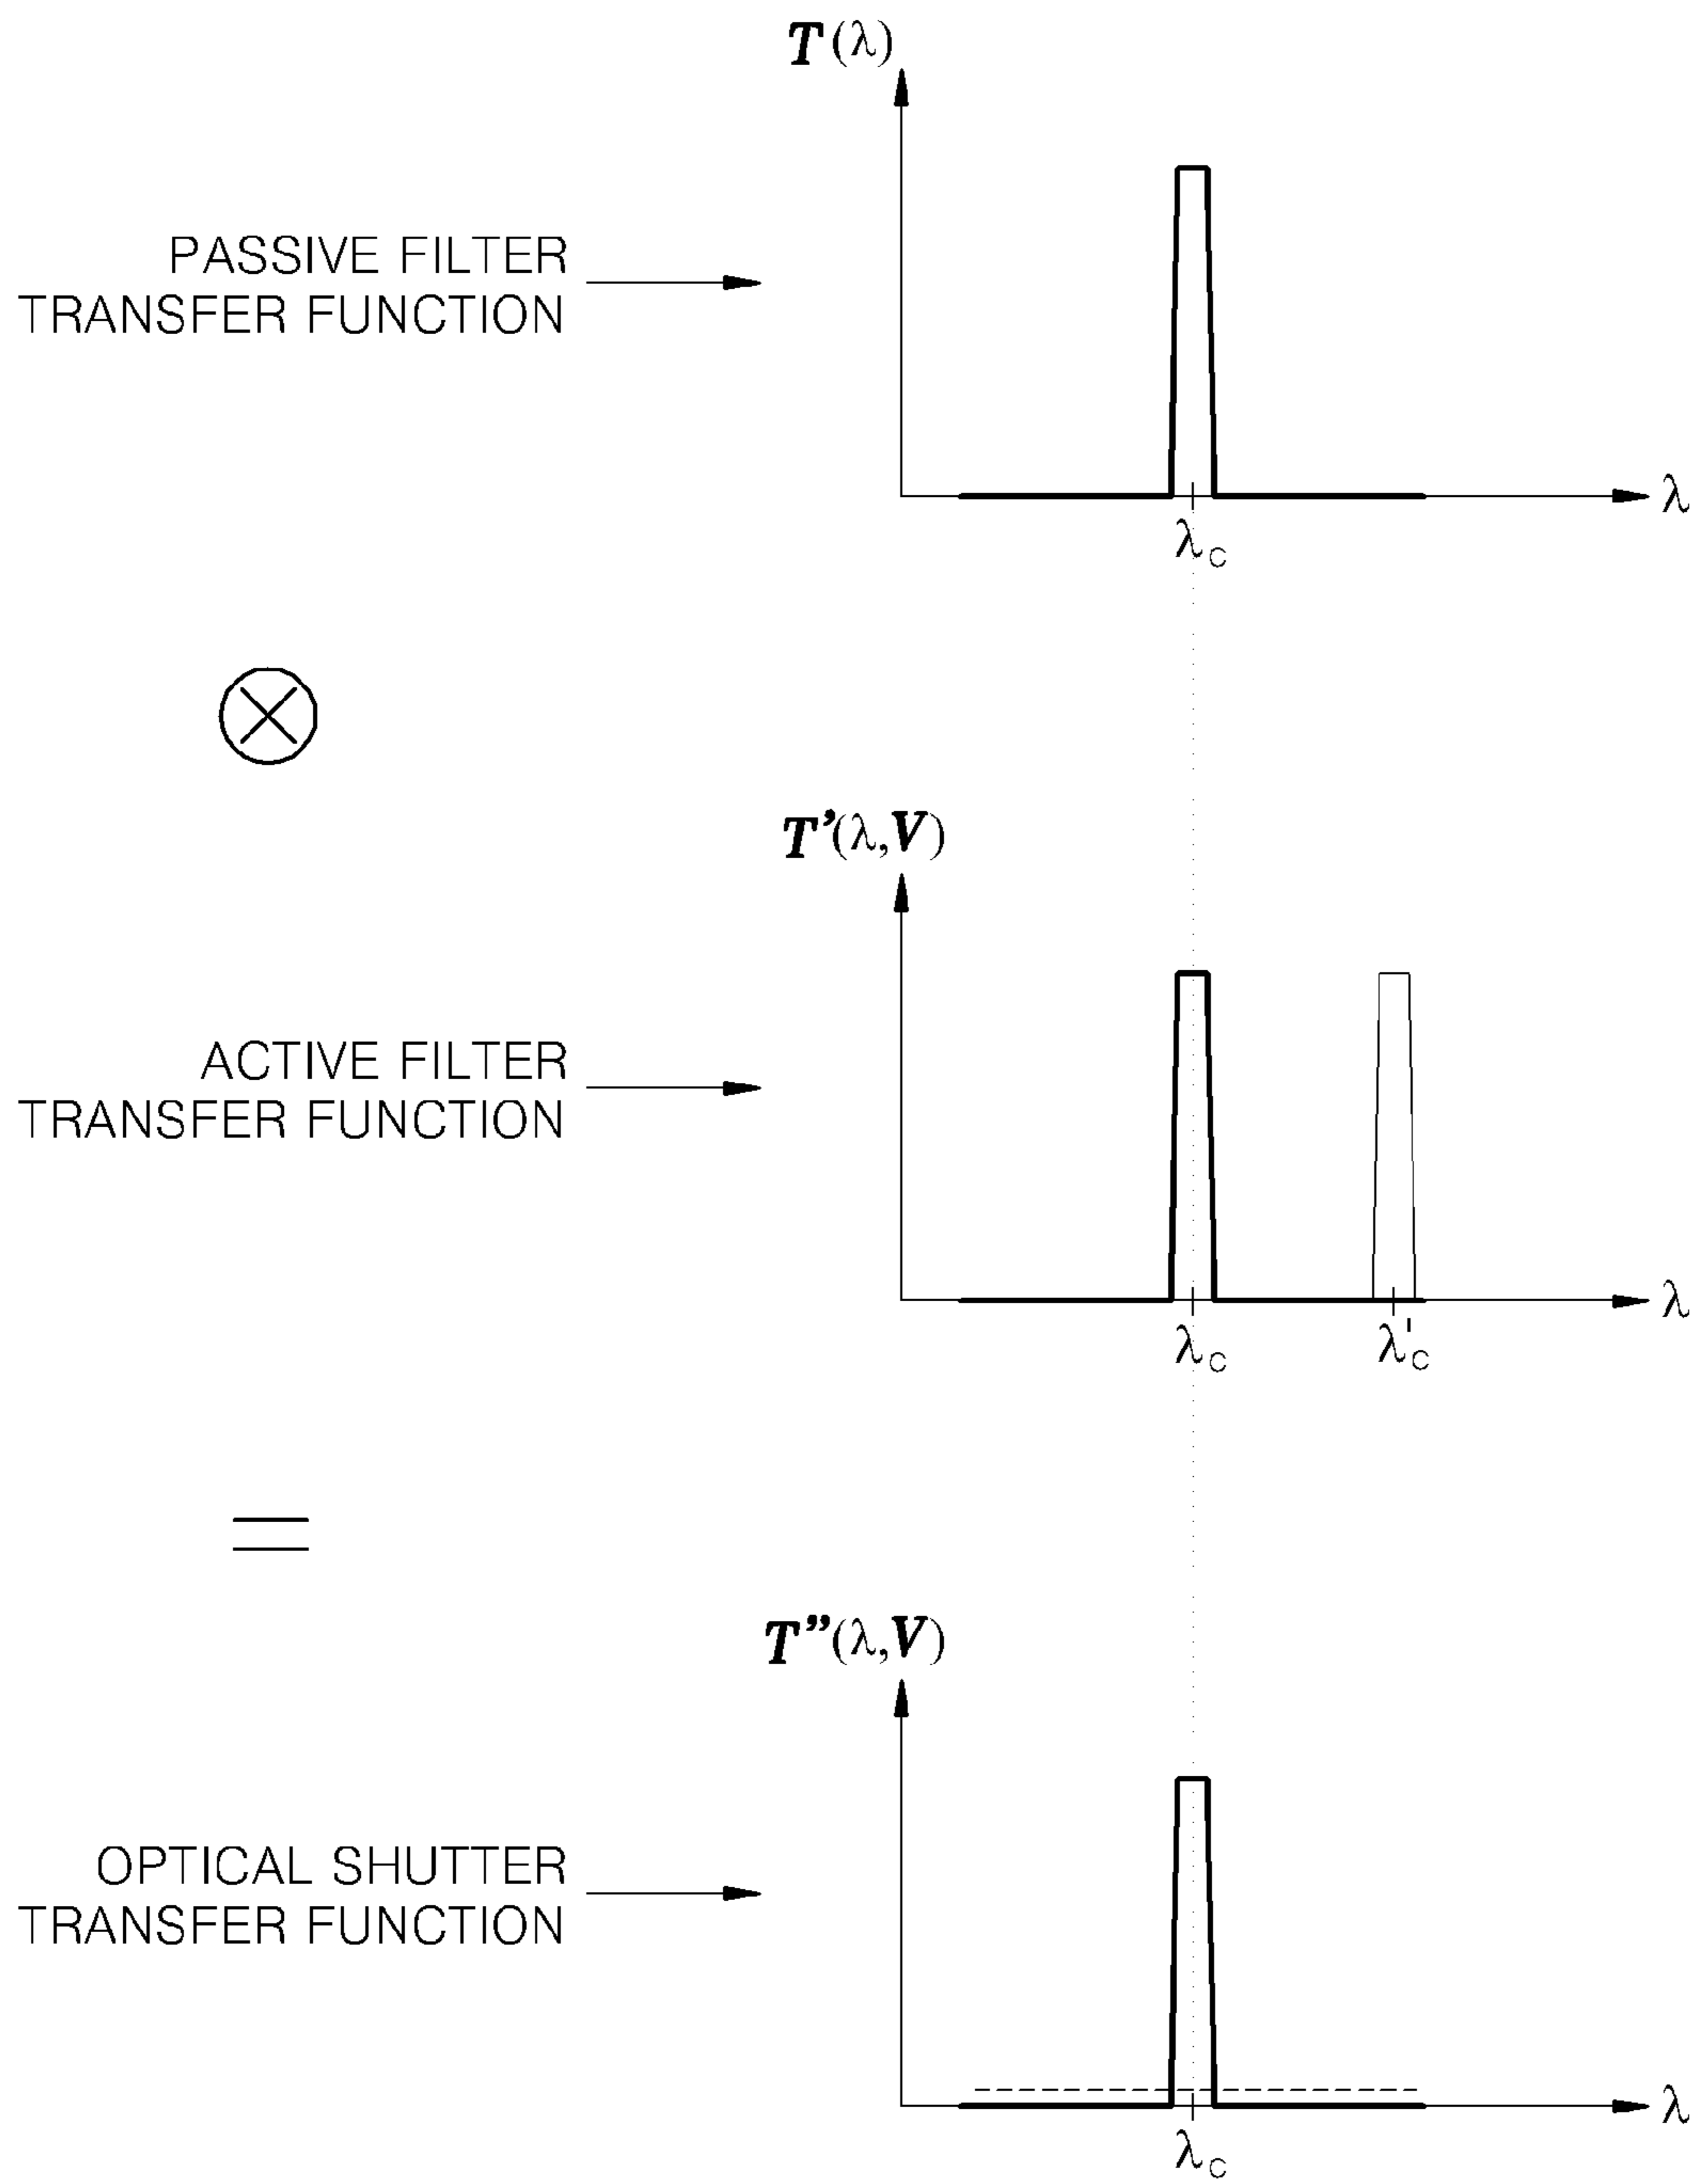 T(λ)
PASSIVE FILTER
TRANSFER FUNCTION
λ
λC
T’(λ,V)
ACTIVE FILTER
TRANSFER FUNCTION
λ
λC
λ'C
T’’(λ,V)
OPTICAL SHUTTER
TRANSFER FUNCTION
λ
λC